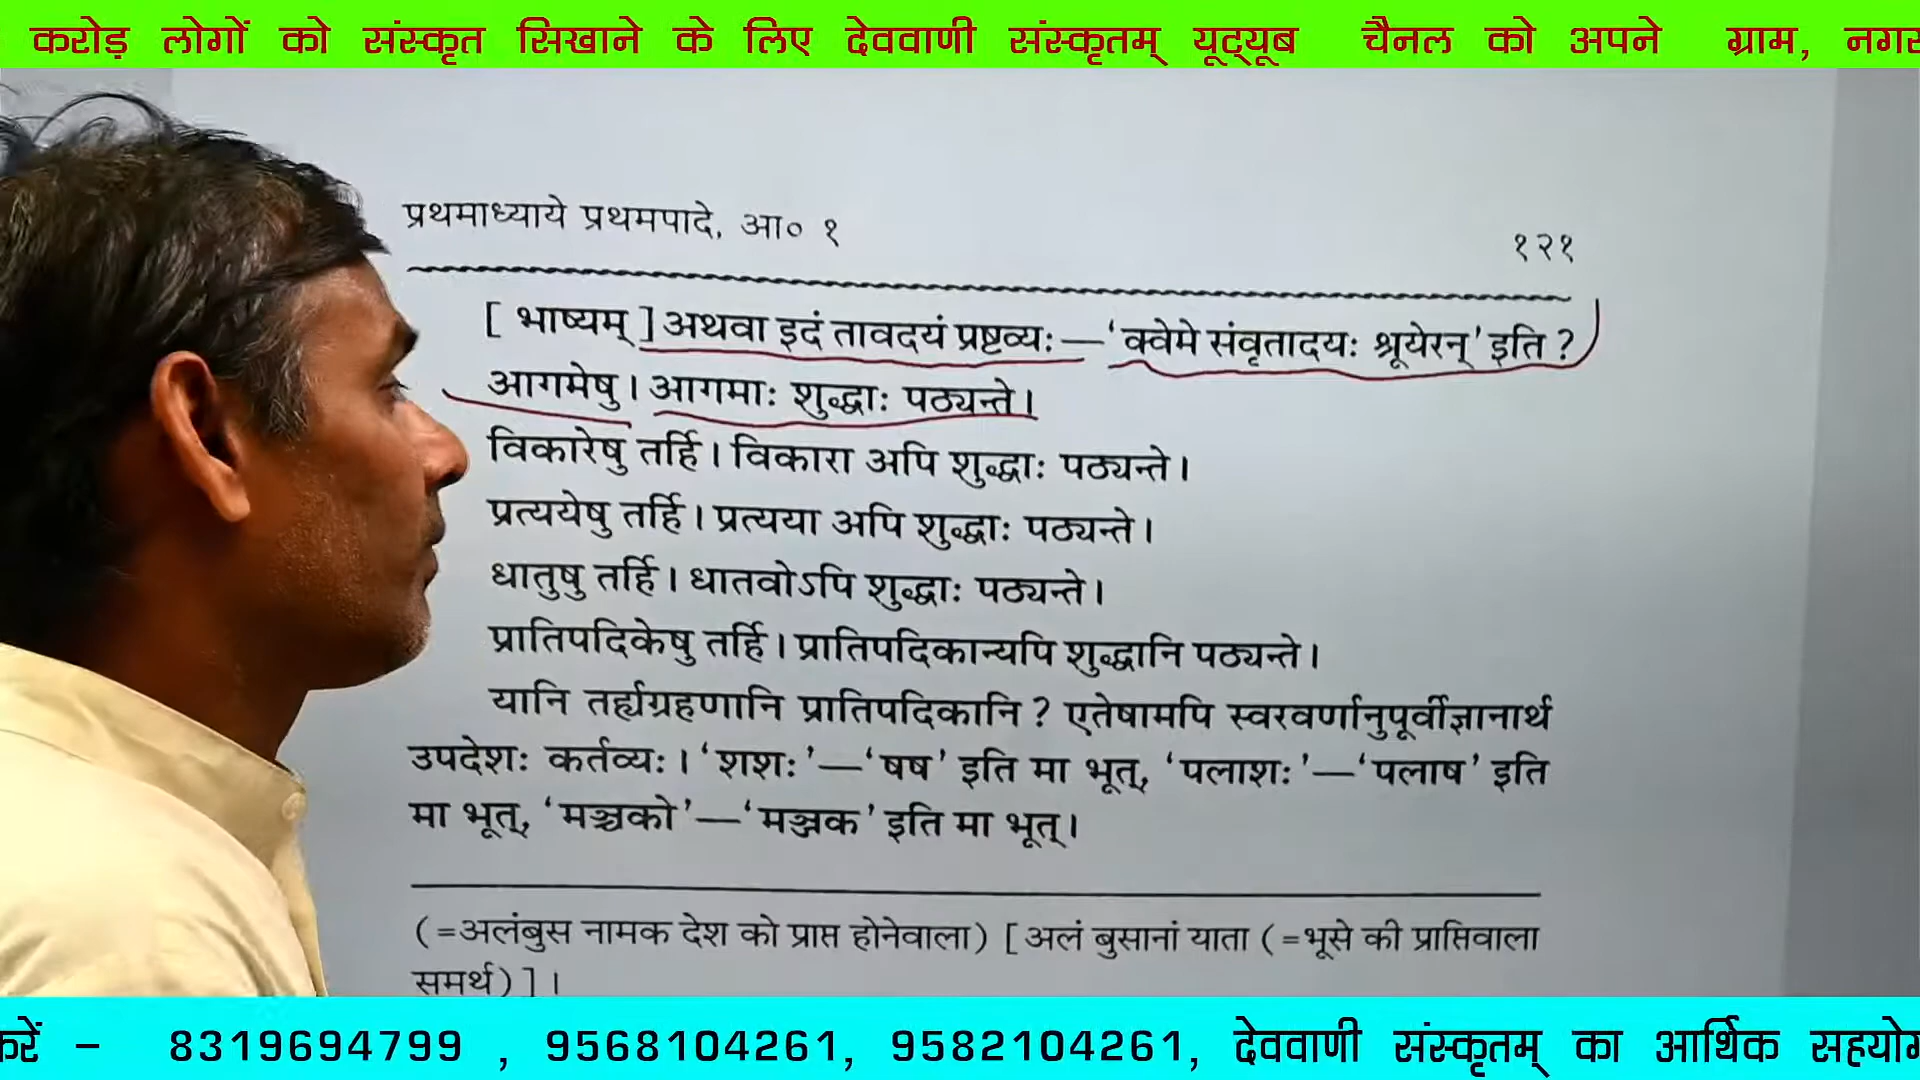 करोड़ लोगों को संस्कृत सिखाने के लिए देववाणी संस्कृतम् यूट्यूब चैनल को अपने ग्राम,
प्रथमाध्याये प्रथमपादे, आ० १
१२१
[ भाष्यम् ] अथवा इदं तावदयं प्रष्टव्यः—‘क्वेमे संवृतादयः श्रूयेरन्’ इति ?
आगमेषु । आगमाः शुद्धाः पठ्यन्ते ।
विकारेषु तर्हि । विकारा अपि शुद्धाः पठ्यन्ते ।
प्रत्ययेषु तर्हि । प्रत्यया अपि शुद्धाः पठ्यन्ते ।
धातुषु तर्हि । धातवोऽपि शुद्धाः पठ्यन्ते ।
प्रातिपदिकेषु तर्हि । प्रातिपदिकान्यपि शुद्धानि पठ्यन्ते ।
यानि तर्ह्यग्रहणानि प्रातिपदिकानि ? एतेषामपि स्वरवर्णानुपूर्वीज्ञानार्थ
उपदेशः कर्तव्यः । ‘शशः’—‘षष’ इति मा भूत्, ‘पलाशः’—‘पलाष’ इति
मा भूत्, ‘मञ्चको’—‘मञ्जक’ इति मा भूत् ।
(=अलंबुस नामक देश को प्राप्त होनेवाला) [ अलं बुसानां याता (=भूसे की प्राप्तिवाला
समर्थ) ] ।
करें – 8319694799 , 9568104261, 9582104261, देववाणी संस्कृतम् का आर्थिक